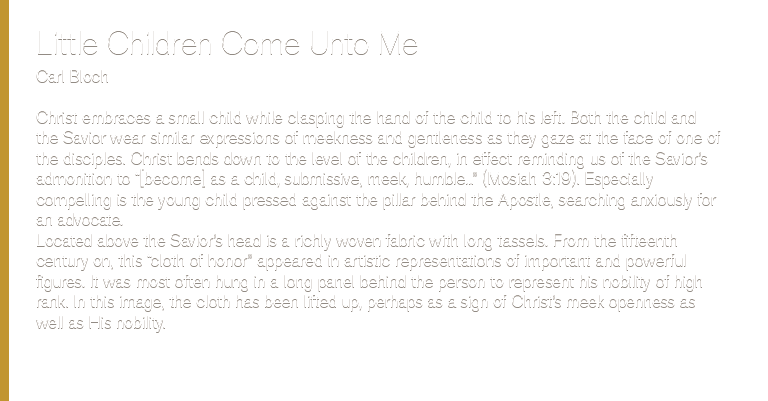 Little Children Come Unto Me
Carl Bloch
Christ embraces a small child while clasping the hand of the child to his left. Both the child and
the Savior wear similar expressions of meekness and gentleness as they gaze at the face of one of
the disciples. Christ bends down to the level of the children, in effect reminding us of the Savior's
admonition to "[become] as a child, submissive, meek, humble..." (Mosiah 3:19). Especially
compelling is the young child pressed against the pillar behind the Apostle, searching anxiously for
an advocate.
Located above the Savior's head is a richly woven fabric with long tassels. From the fifteenth
century on, this "cloth of honor" appeared in artistic representations of important and powerful
figures. It was most often hung in a long panel behind the person to represent his nobility of high
rank. In this image, the cloth has been lifted up, perhaps as a sign of Christ's meek openness as
well as His nobility.